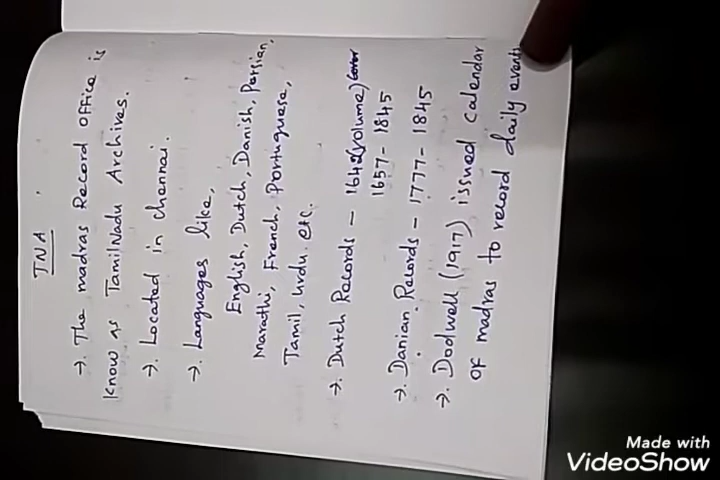 TNA
→. The madras Record office is
know as TamilNadu Archives.
→. Located in chennai.
→. Languages like,
English, Dutch, Danish, Persian,
Marathi, French, Portuguese,
Tamil, urdu etc.
→. Dutch Records - 1642 (volume)
1657 - 1845
→. Danian Records - 1777 - 1845
→. Dodwell (1917) issued calendar
of madras to record daily events
Made with
VideoShow